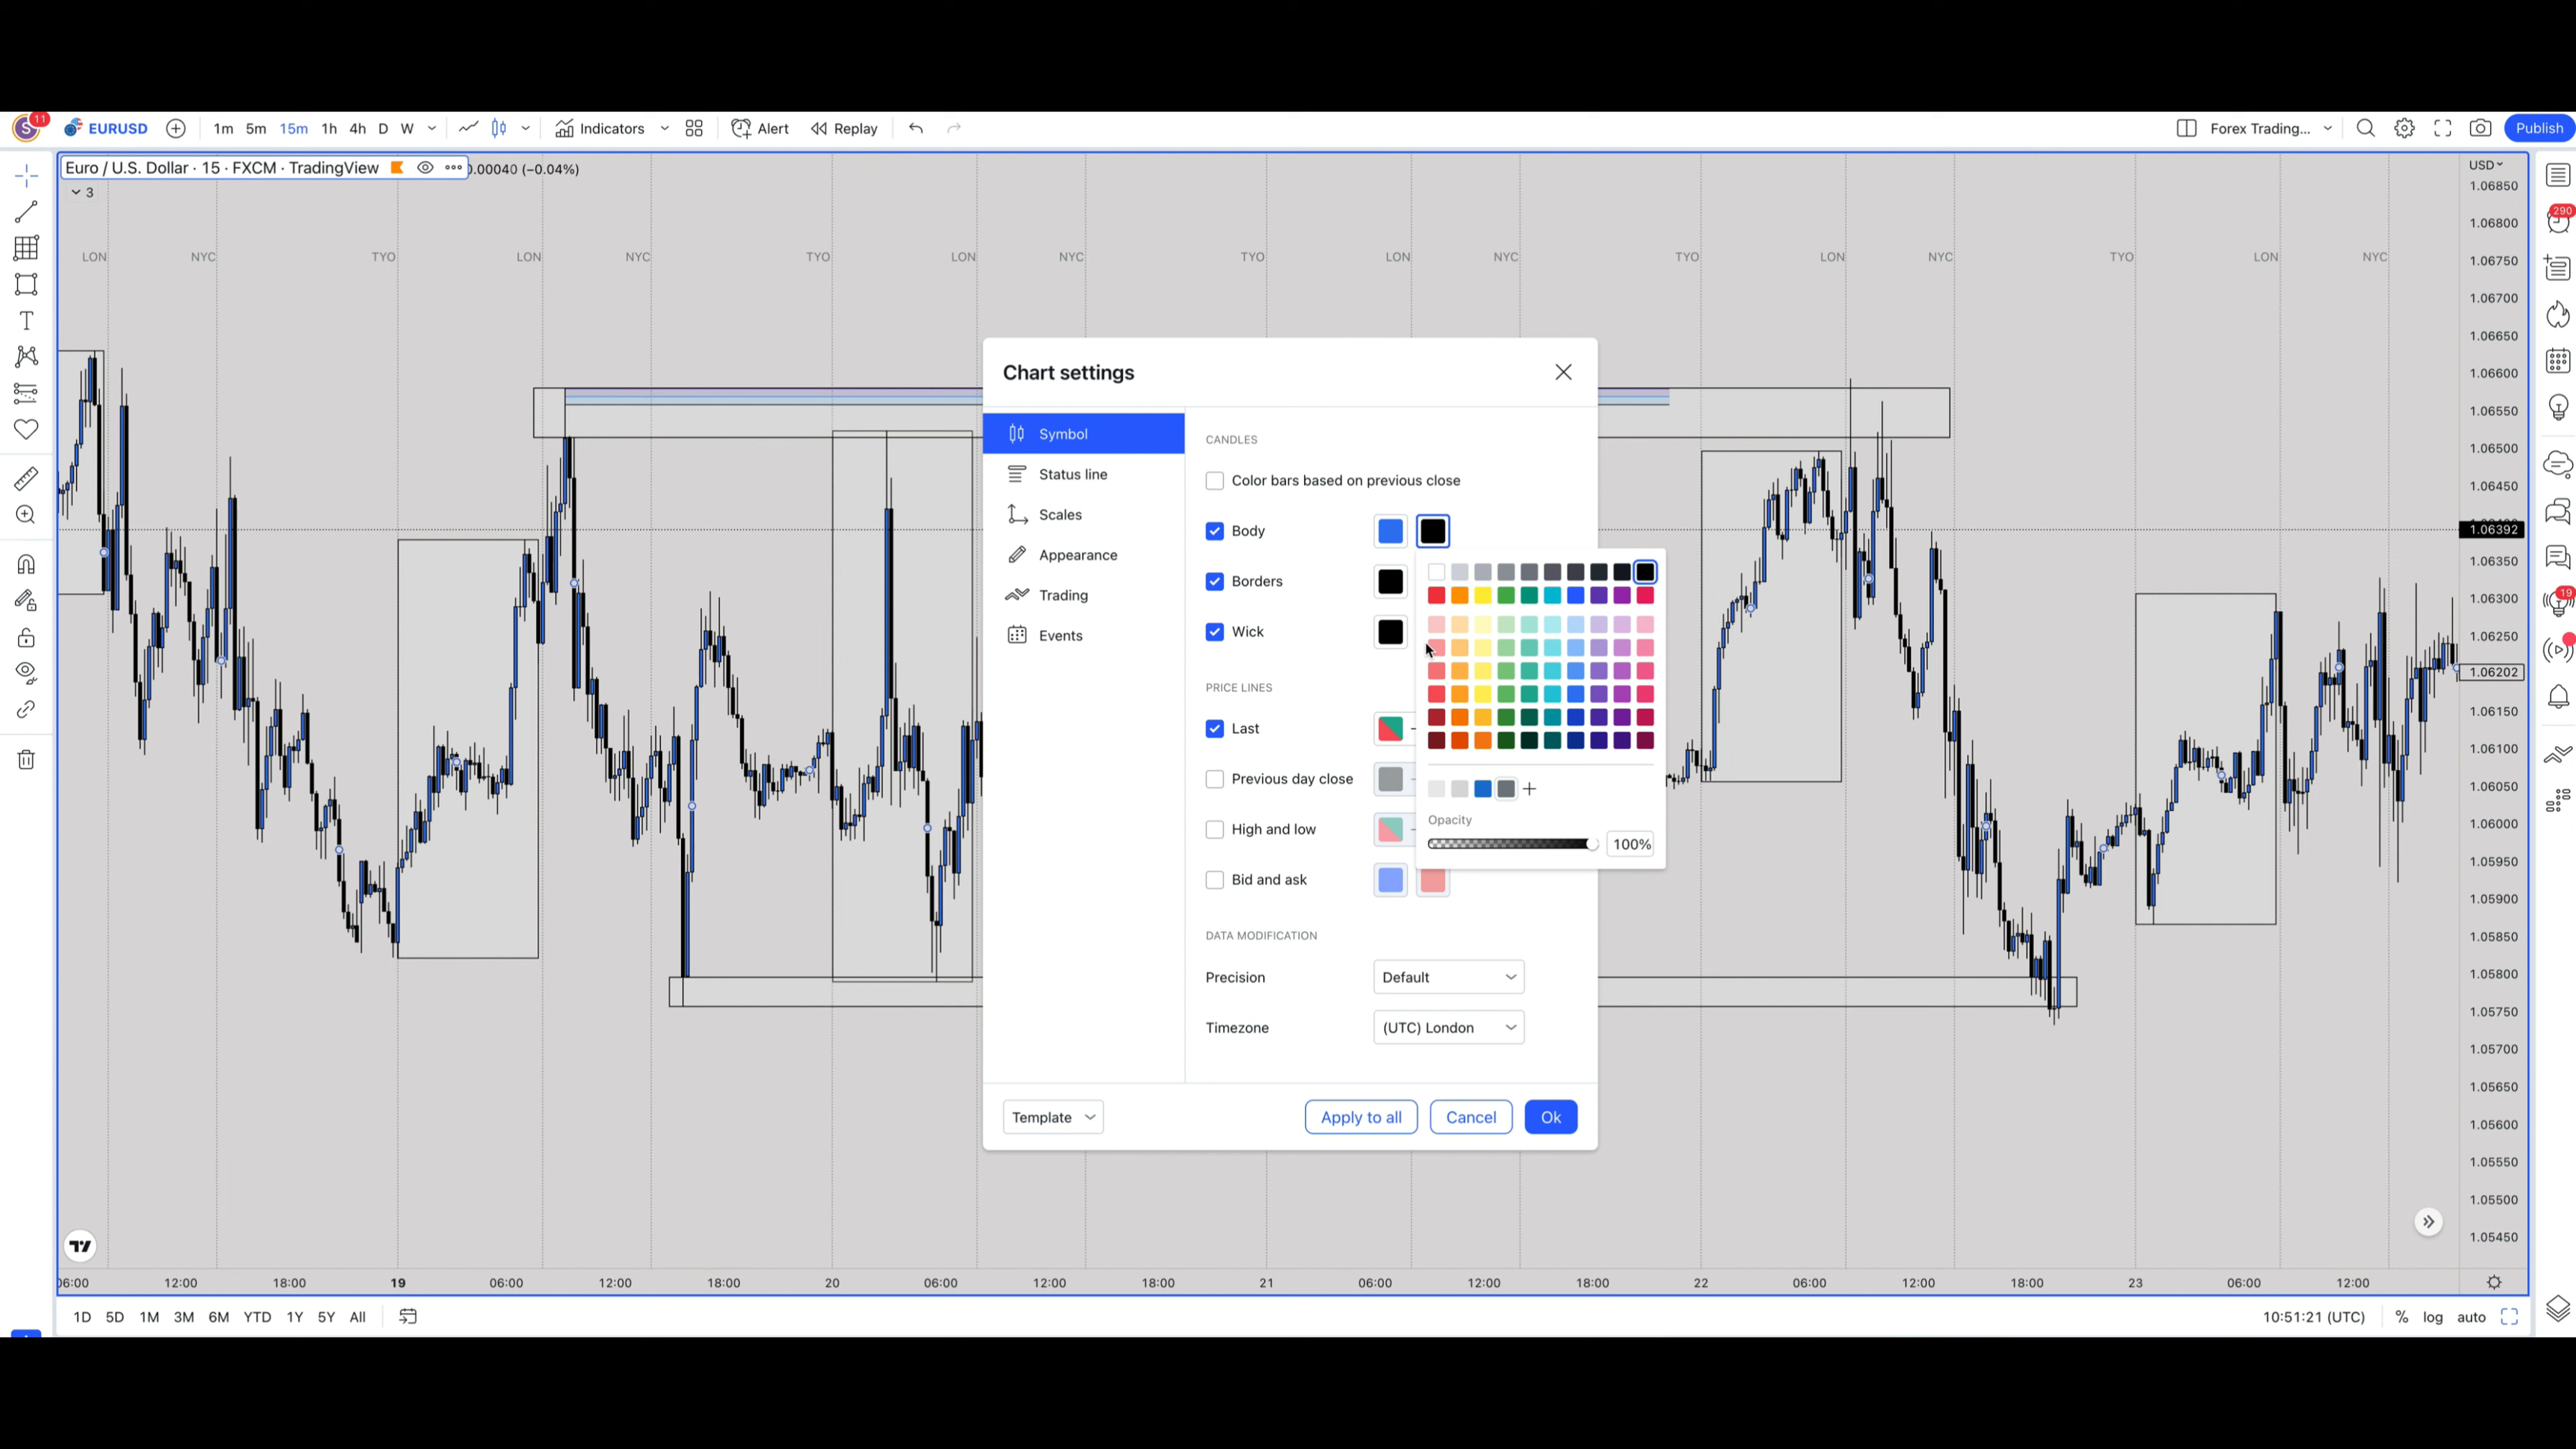 S 11 EURUSD 1m 5m 15m 1h 4h D W Indicators Alert Replay Forex Trading... Publish
Euro / U.S. Dollar · 15 · FXCM · TradingView 0.00040 (−0.04%)
3
USD
1.06850
1.06800
290
LON NYC TYO LON NYC TYO LON NYC TYO LON NYC TYO LON NYC TYO LON NYC
1.06750
1.06700
1.06650
1.06600
1.06550
1.06500
1.06450
1.06392
1.06350
1.06300
19
1.06250
1.06202
1.06150
1.06100
1.06050
1.06000
1.05950
1.05900
1.05850
1.05800
1.05750
1.05700
1.05650
1.05600
1.05550
1.05500
1.05450
Chart settings
Symbol
Status line
Scales
Appearance
Trading
Events
CANDLES
Color bars based on previous close
Body
Borders
Wick
PRICE LINES
Last
Previous day close
High and low
Bid and ask
Opacity
100%
DATA MODIFICATION
Precision Default
Timezone (UTC) London
Template Apply to all Cancel Ok
06:00 12:00 18:00 19 06:00 12:00 18:00 20 06:00 12:00 18:00 21 06:00 12:00 18:00 22 06:00 12:00 18:00 23 06:00 12:00
1D 5D 1M 3M 6M YTD 1Y 5Y All 10:51:21 (UTC) % log auto